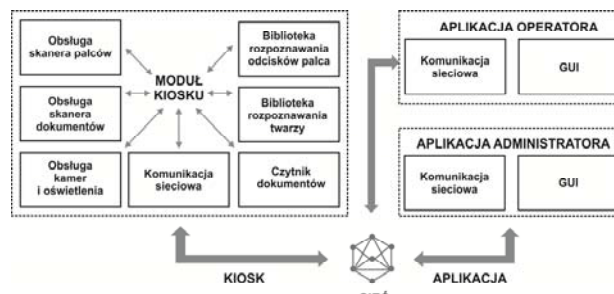 Obsługa
skanera palców
Obsługa
skanera
dokumentów
Obsługa
kamer
i oświetlenia
MODUŁ
KIOSKU
Komunikacja
sieciowa
Biblioteka
rozpoznawania
odcisków palca
Biblioteka
rozpoznawania
twarzy
Czytnik
dokumentów
APLIKACJA OPERATORA
Komunikacja
sieciowa
GUI
APLIKACJA ADMINISTRATORA
Komunikacja
sieciowa
GUI
KIOSK
APLIKACJA